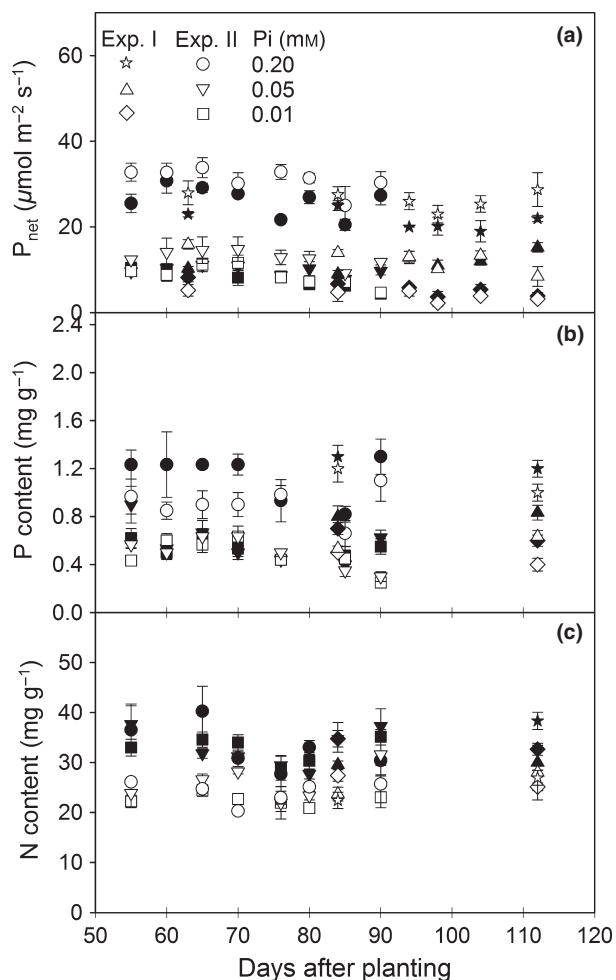 Exp. I Exp. II Pi (mM)
0.20
0.05
0.01
(a)
60
40
20
0
P_net (µmol m⁻² s⁻¹)
(b)
2.4
2.0
1.6
1.2
0.8
0.4
0.0
P content (mg g⁻¹)
(c)
50
40
30
20
10
0
N content (mg g⁻¹)
50 60 70 80 90 100 110 120
Days after planting